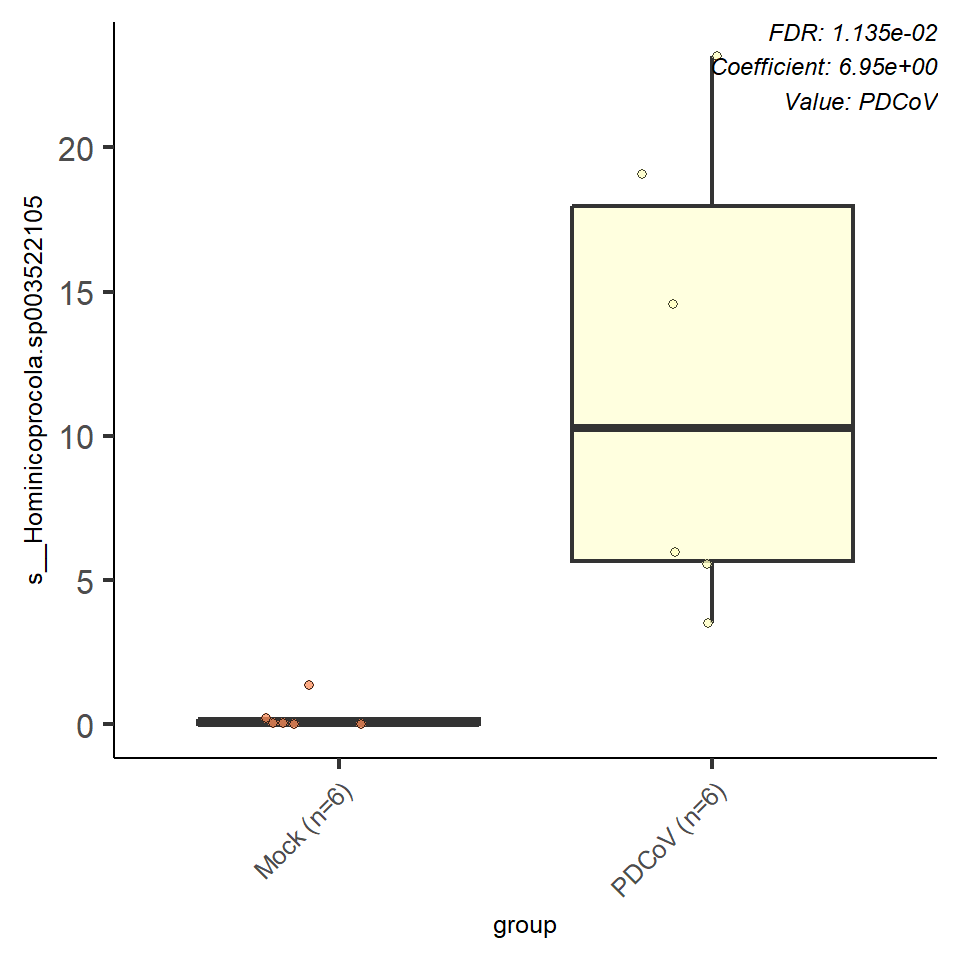 FDR: 1.135e-02
Coefficient: 6.95e+00
Value: PDCoV
s__Hominicoprocola.sp003522105
20
15
10
5
0
Mock (n=6)
PDCoV (n=6)
group